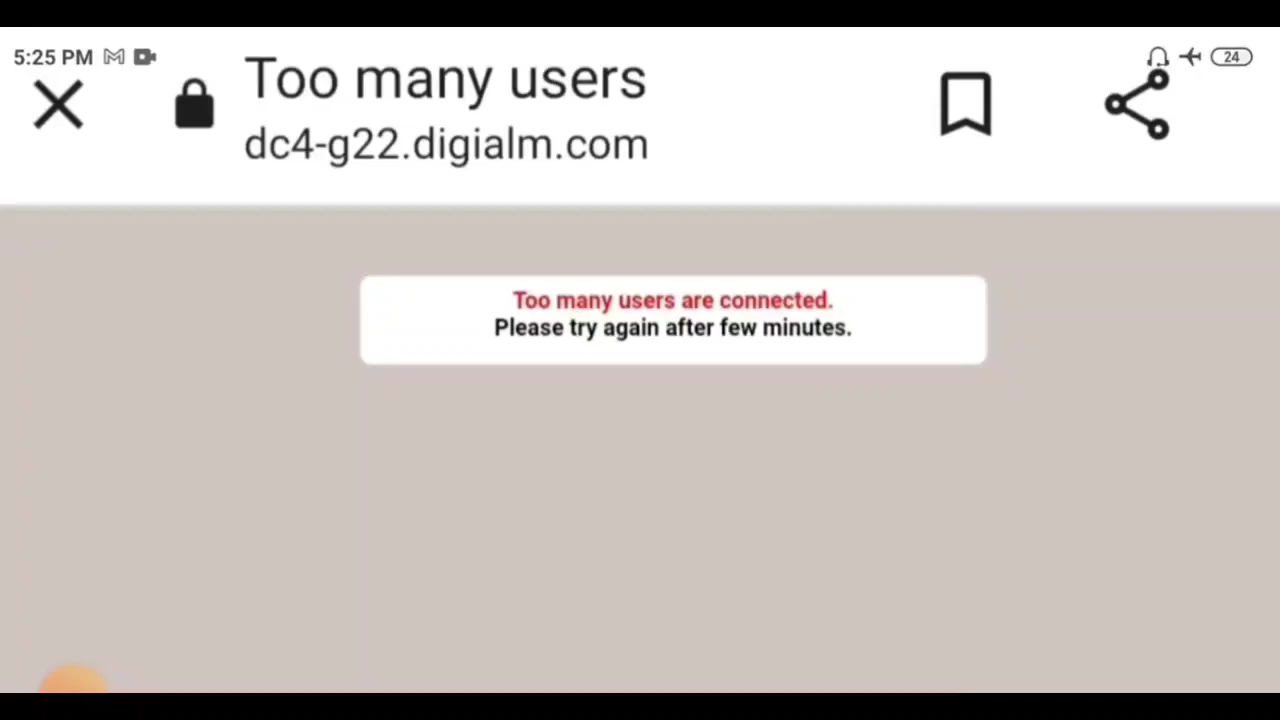 5:25 PM
24
Too many users
dc4-g22.digialm.com
Too many users are connected.
Please try again after few minutes.